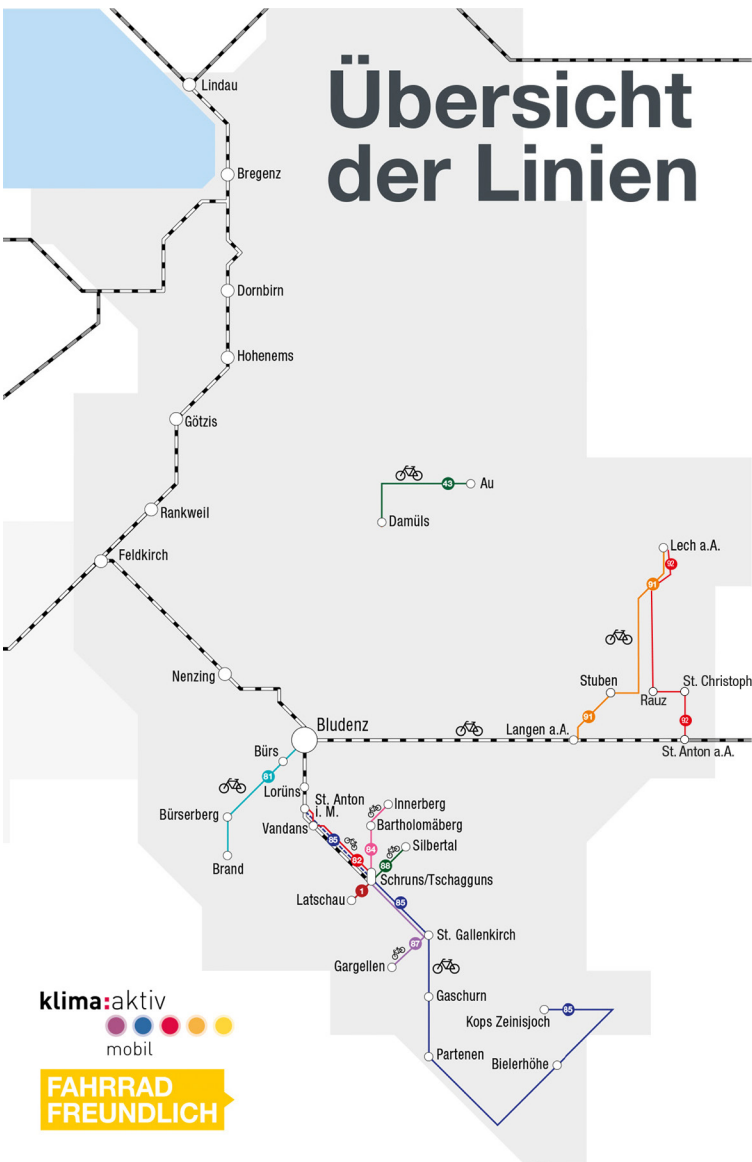 Übersicht
der Linien
Lindau
Bregenz
Dornbirn
Hohenems
Götzis
43
Au
Damüls
Rankweil
Feldkirch
Lech a.A.
92
91
Nenzing
Stuben
St. Christoph
Rauz
91
92
Bludenz
Langen a.A.
St. Anton a.A.
Bürs
81
Lorüns
St. Anton
i. M.
Innerberg
Bürserberg
Vandans
Bartholomäberg
85
84
Silbertal
82
88
Brand
Schruns/Tschagguns
1
Latschau
85
St. Gallenkirch
87
Gargellen
Gaschurn
85
Kops Zeinisjoch
Partenen
Bielerhöhe
klima:aktiv
mobil
FAHRRAD
FREUNDLICH